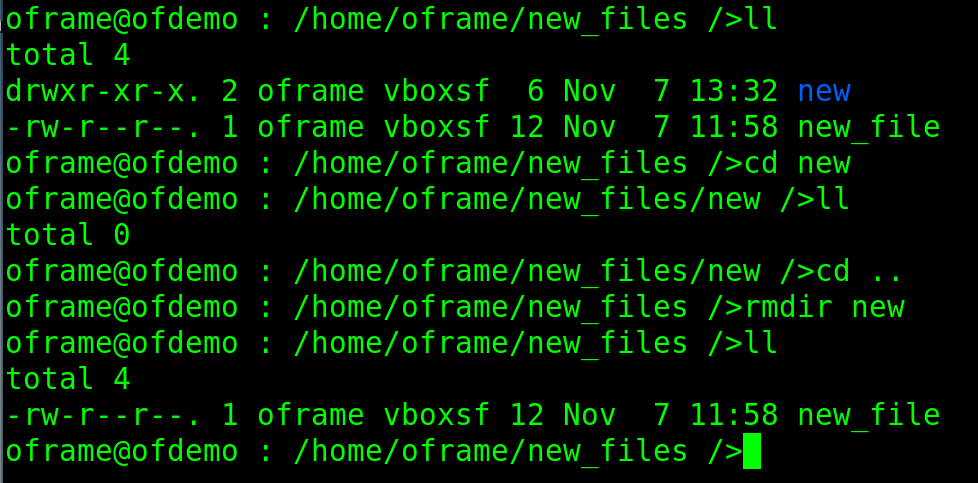 oframe@ofdemo : /home/oframe/new_files />ll
total 4
drwxr-xr-x. 2 oframe vboxsf  6 Nov  7 13:32 new
-rw-r--r--. 1 oframe vboxsf 12 Nov  7 11:58 new_file
oframe@ofdemo : /home/oframe/new_files />cd new
oframe@ofdemo : /home/oframe/new_files/new />ll
total 0
oframe@ofdemo : /home/oframe/new_files/new />cd ..
oframe@ofdemo : /home/oframe/new_files />rmdir new
oframe@ofdemo : /home/oframe/new_files />ll
total 4
-rw-r--r--. 1 oframe vboxsf 12 Nov  7 11:58 new_file
oframe@ofdemo : /home/oframe/new_files />